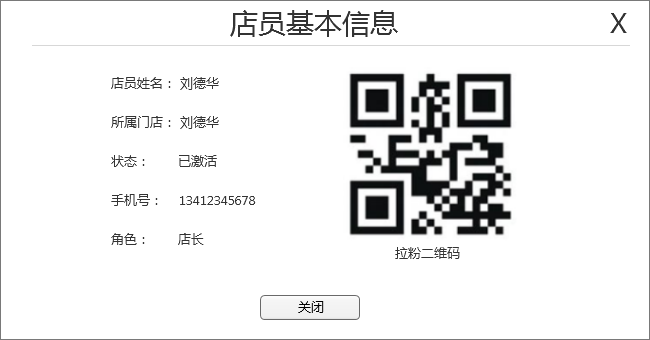 店员基本信息 X
店员姓名： 刘德华
所属门店： 刘德华
状态： 已激活
手机号： 13412345678
角色： 店长
拉粉二维码
关闭